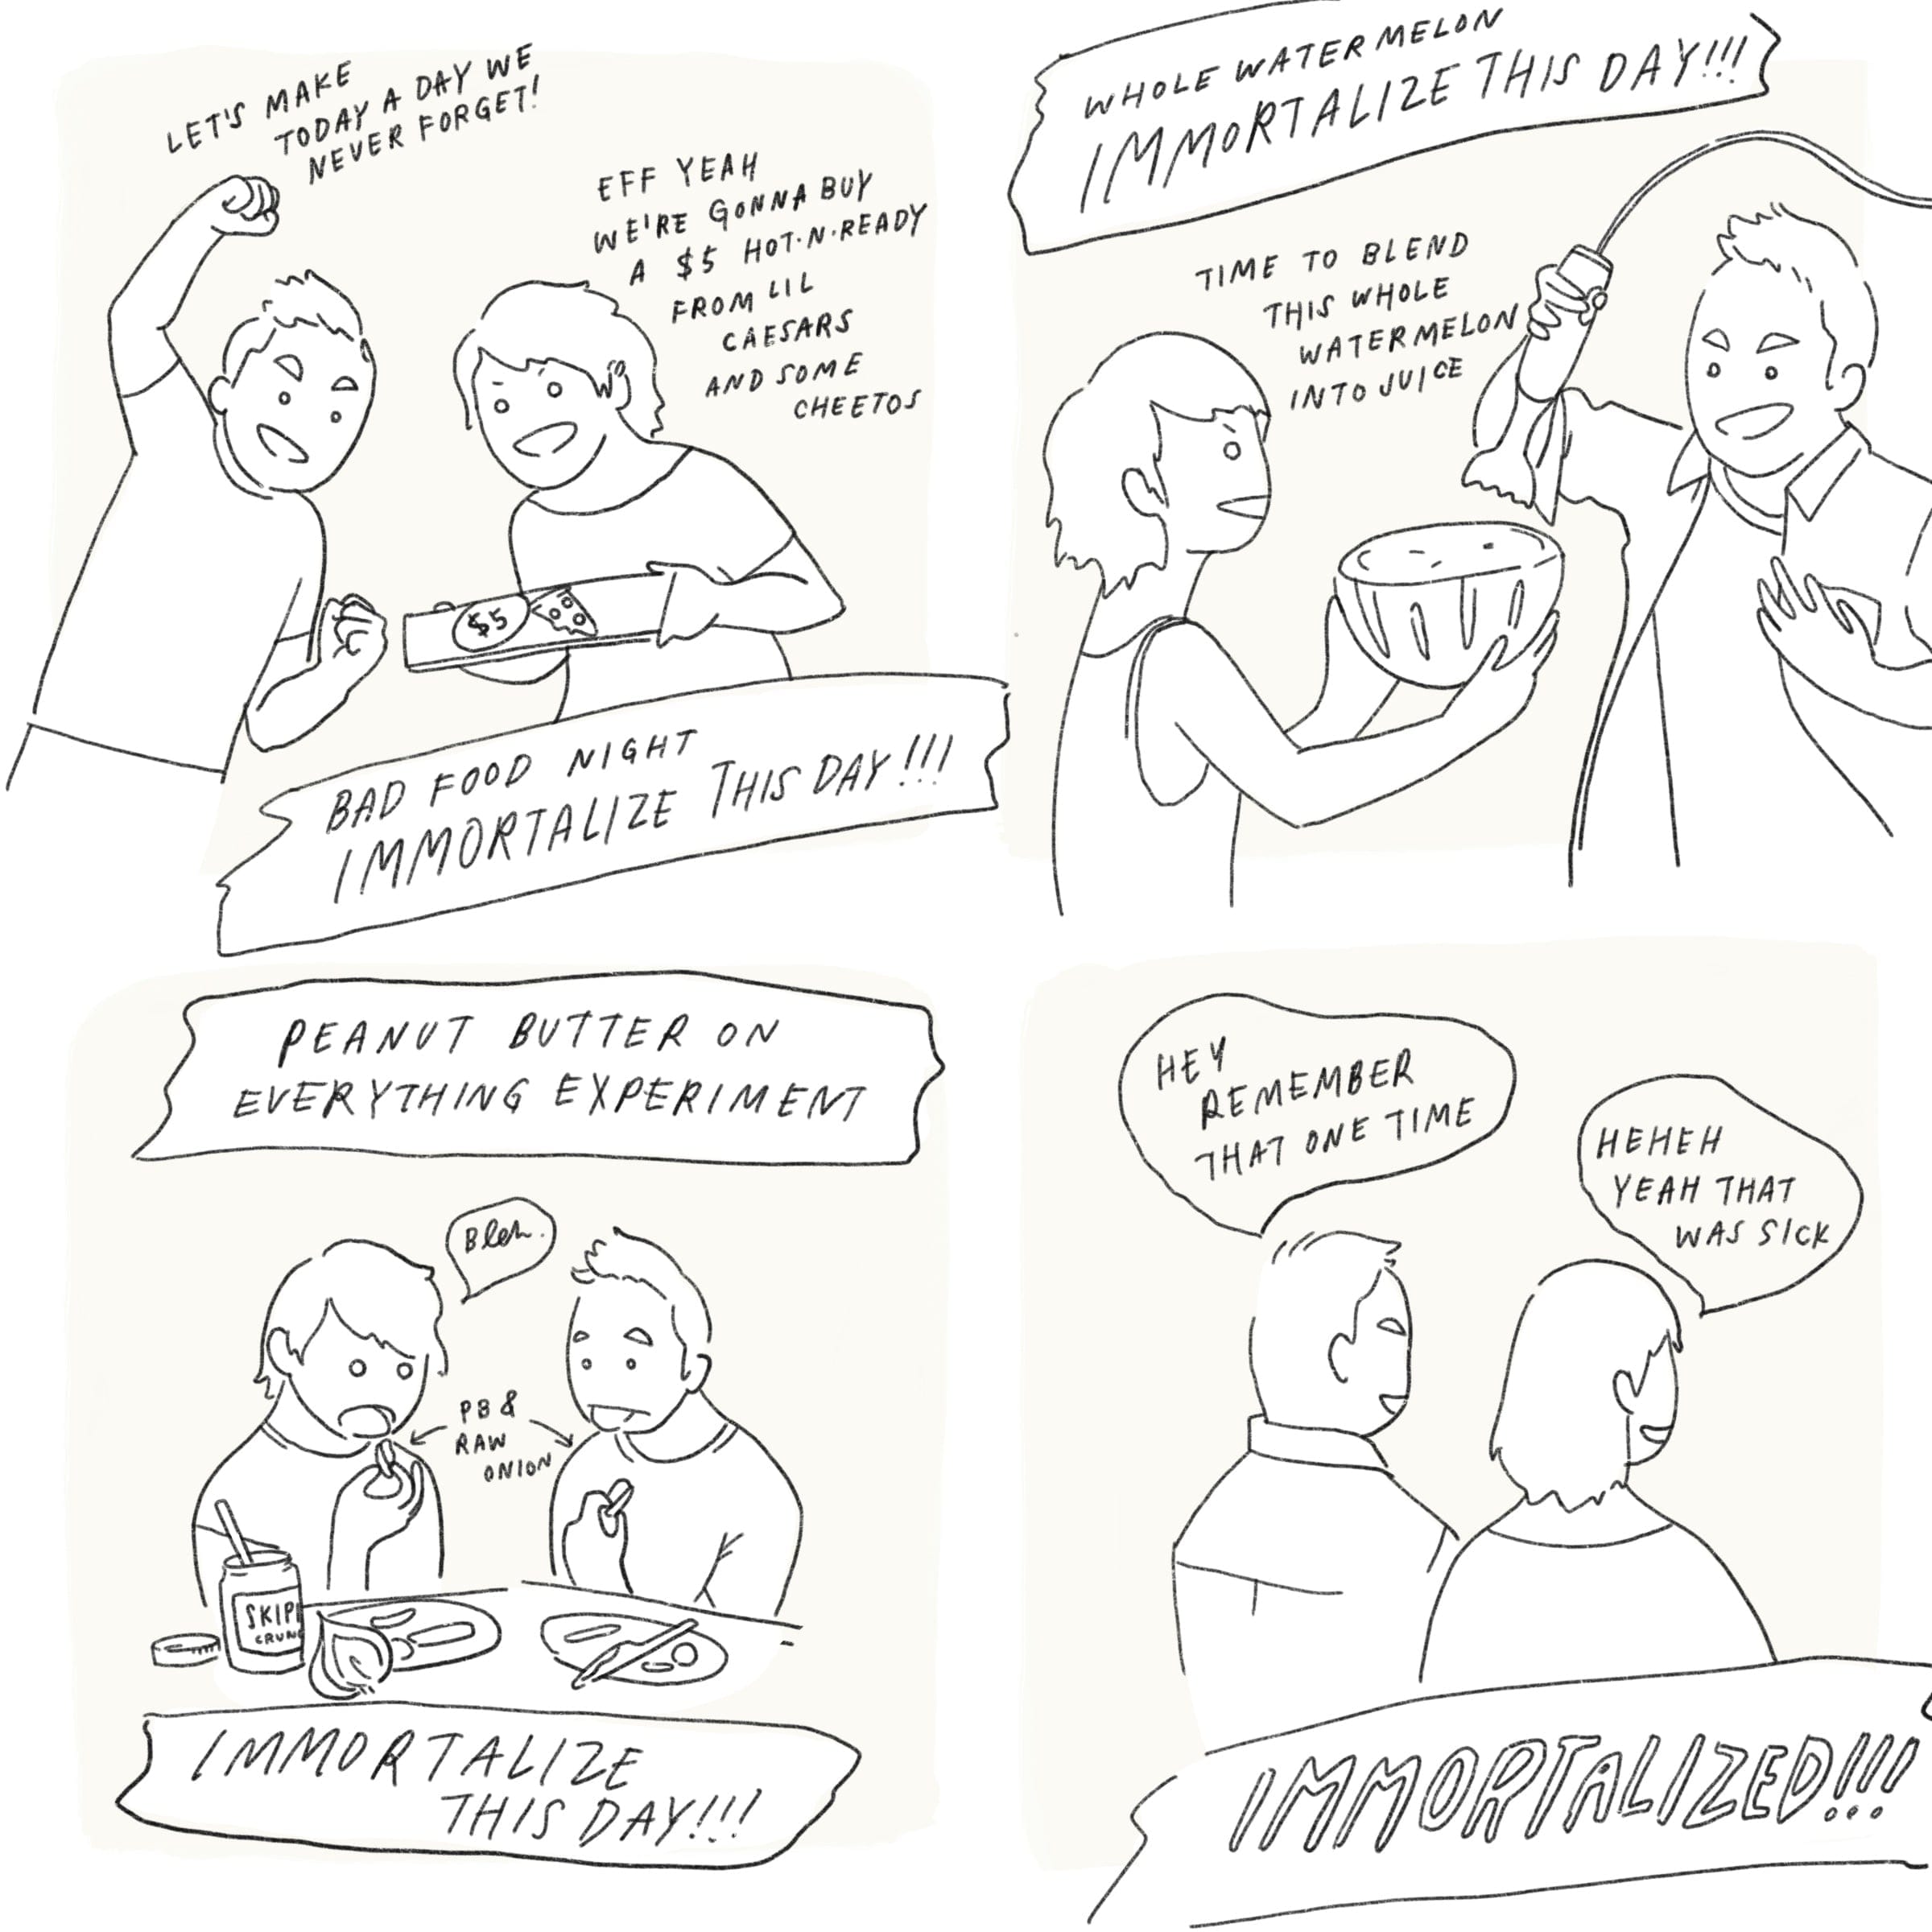 LET'S MAKE
TODAY A DAY WE
NEVER FORGET!
EFF YEAH
WE'RE GONNA BUY
A $5 HOT·N·READY
FROM LIL
CAESARS
AND SOME
CHEETOS
$5
BAD FOOD NIGHT
IMMORTALIZE THIS DAY!!!
WHOLE WATERMELON
IMMORTALIZE THIS DAY!!!
TIME TO BLEND
THIS WHOLE
WATERMELON
INTO JUICE
PEANUT BUTTER ON
EVERYTHING EXPERIMENT
Bleh.
PB &
RAW
ONION
SKIP
CRUN
IMMORTALIZE
THIS DAY!!!
HEY
REMEMBER
THAT ONE TIME
HEHEH
YEAH THAT
WAS SICK
IMMORTALIZED!!!